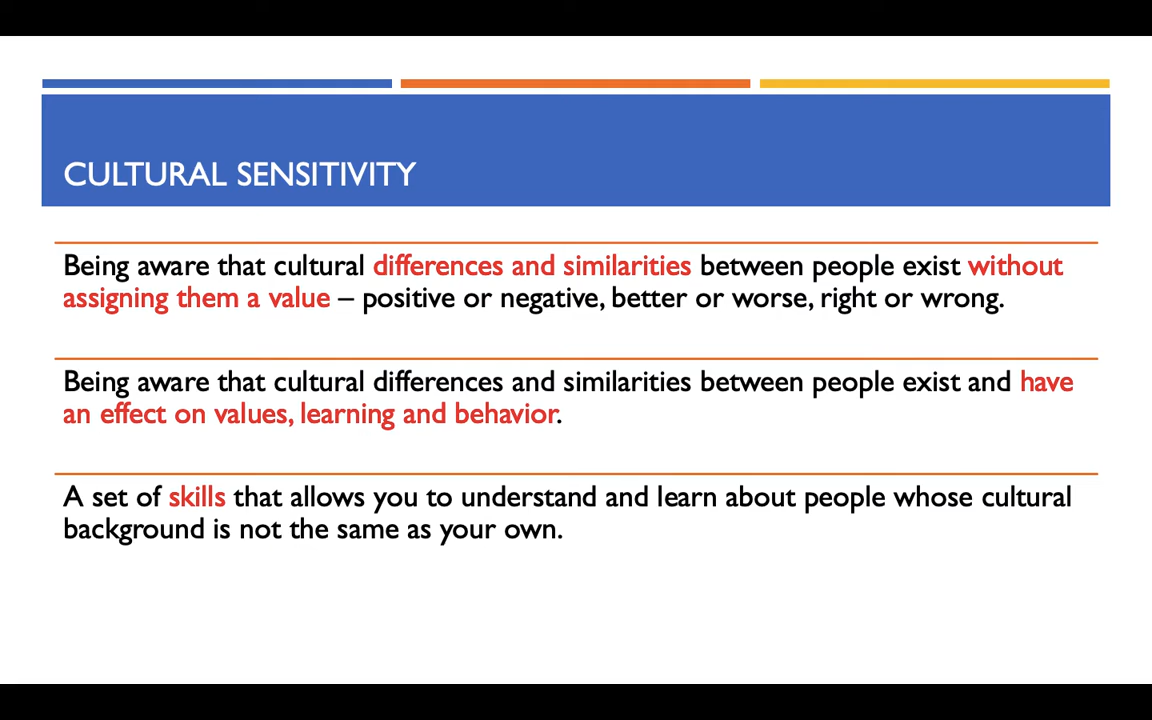 CULTURAL SENSITIVITY
Being aware that cultural differences and similarities between people exist without
assigning them a value – positive or negative, better or worse, right or wrong.
Being aware that cultural differences and similarities between people exist and have
an effect on values, learning and behavior.
A set of skills that allows you to understand and learn about people whose cultural
background is not the same as your own.